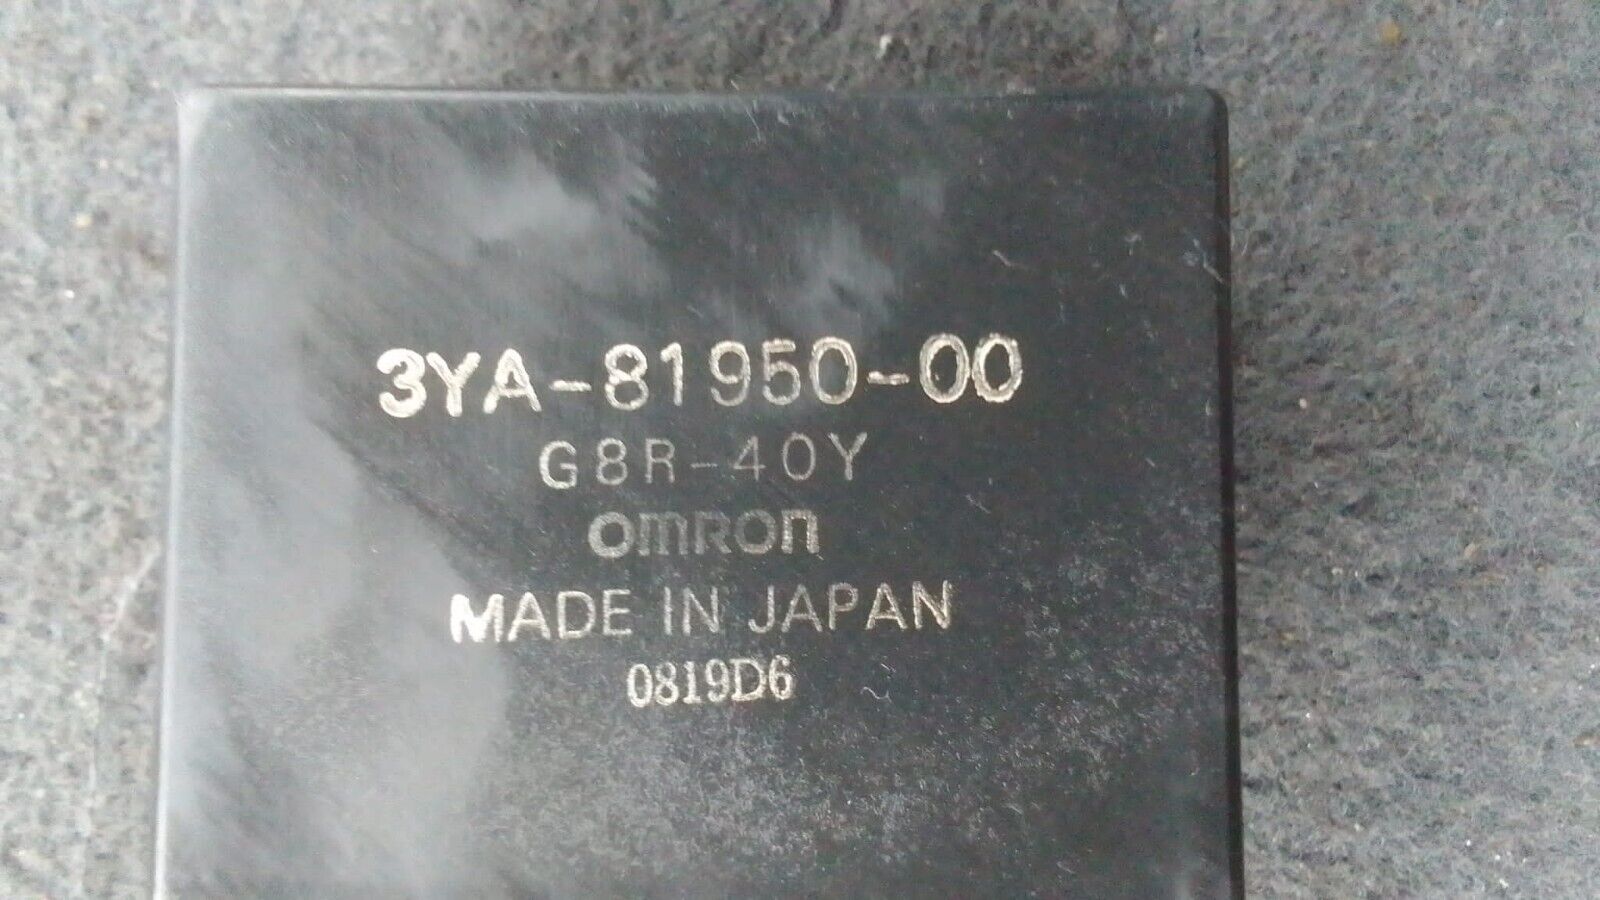 3YA-81950-00
G8R-40Y
omRon
MADE IN JAPAN
0819D6